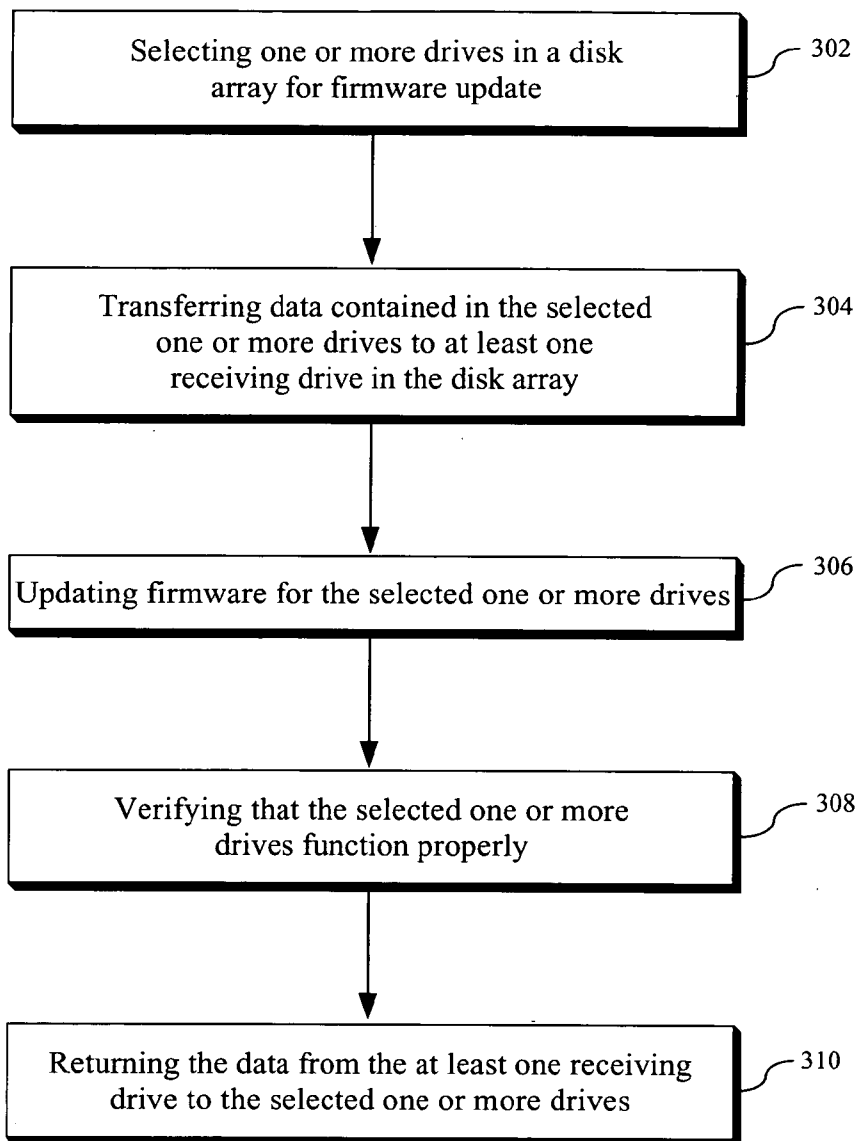 Selecting one or more drives in a disk
array for firmware update
302
Transferring data contained in the selected
one or more drives to at least one
receiving drive in the disk array
304
Updating firmware for the selected one or more drives
306
Verifying that the selected one or more
drives function properly
308
Returning the data from the at least one receiving
drive to the selected one or more drives
310